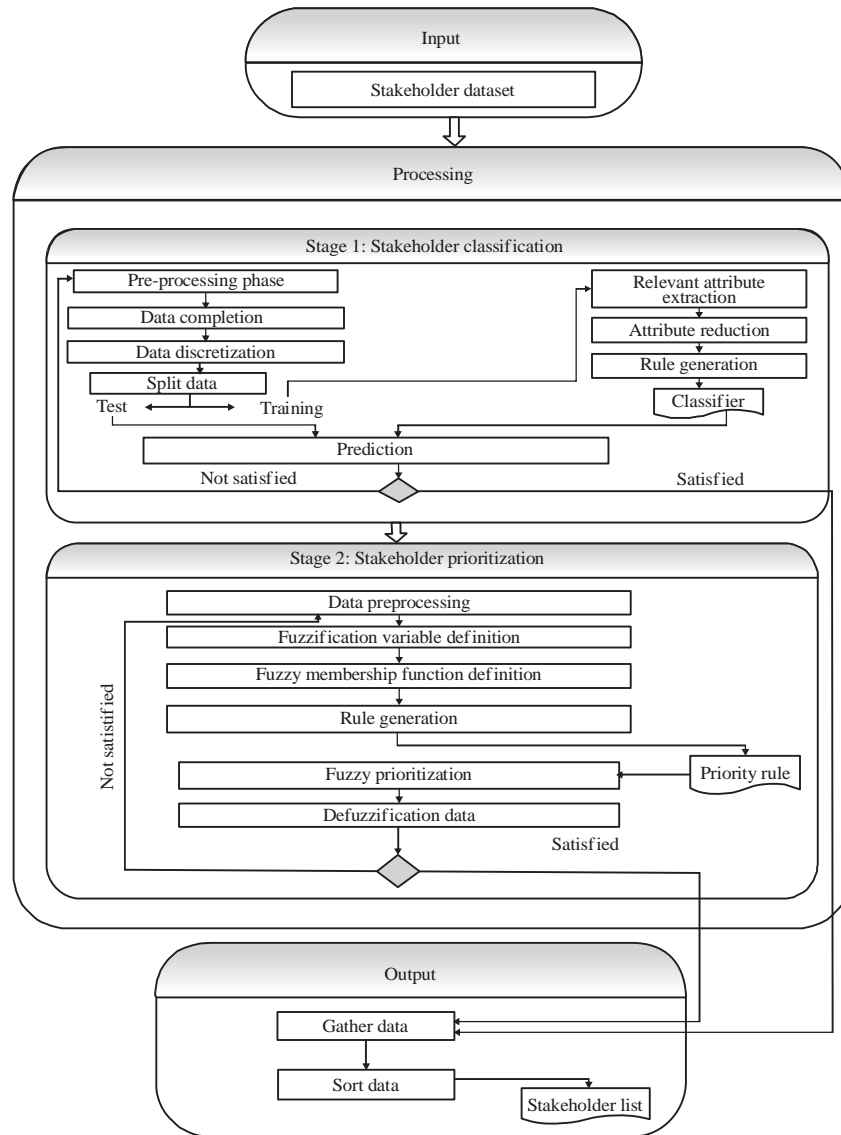 Input
Stakeholder dataset
Processing
Stage 1: Stakeholder classification
Pre-processing phase
Data completion
Data discretization
Split data
Test
Training
Relevant attribute
extraction
Attribute reduction
Rule generation
Classifier
Prediction
Not satisfied
Satisfied
Stage 2: Stakeholder prioritization
Data preprocessing
Fuzzification variable definition
Fuzzy membership function definition
Rule generation
Priority rule
Fuzzy prioritization
Defuzzification data
Not satistified
Satisfied
Output
Gather data
Sort data
Stakeholder list